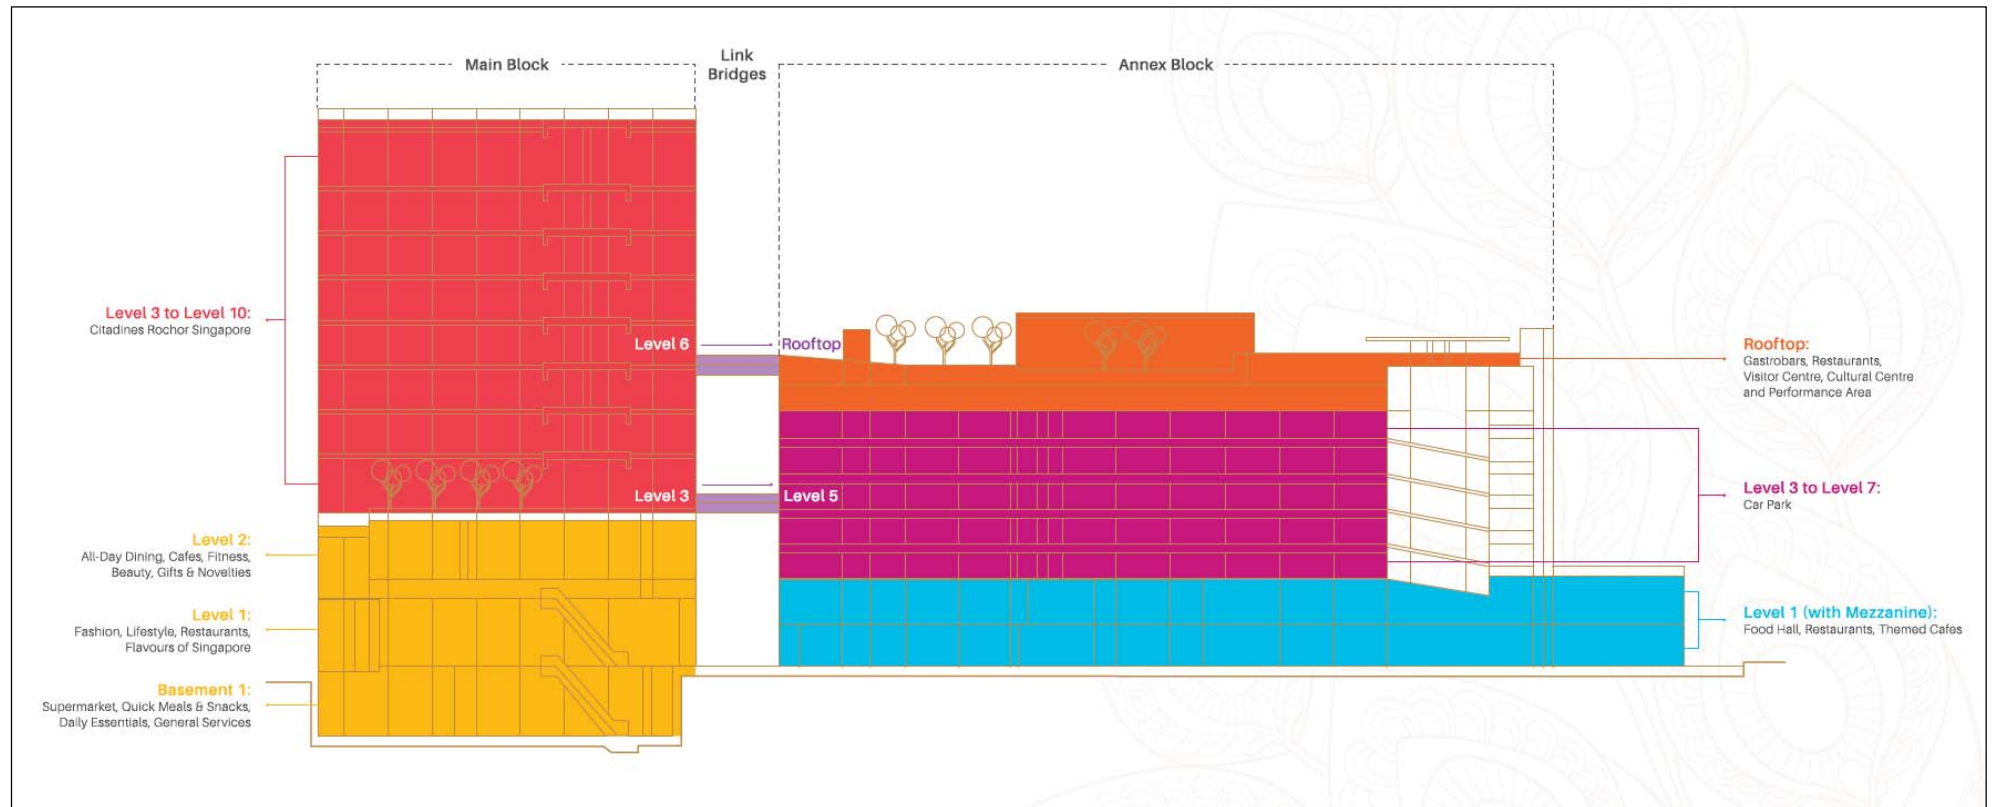 Main Block
Link
Bridges
Annex Block
Level 3 to Level 10:
Citadines Rochor Singapore
Level 2:
All-Day Dining, Cafes, Fitness,
Beauty, Gifts & Novelties
Level 1:
Fashion, Lifestyle, Restaurants,
Flavours of Singapore
Basement 1:
Supermarket, Quick Meals & Snacks,
Daily Essentials, General Services
Level 6
Rooftop
Level 3
Level 5
Rooftop:
Gastrobars, Restaurants,
Visitor Centre, Cultural Centre
and Performance Area
Level 3 to Level 7:
Car Park
Level 1 (with Mezzanine):
Food Hall, Restaurants, Themed Cafes